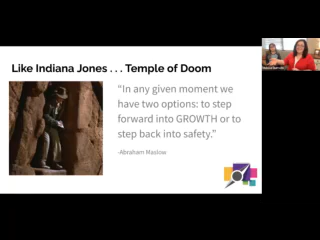 Like Indiana Jones . . . Temple of Doom
“In any given moment we
have two options: to step
forward into GROWTH or to
step back into safety.”
-Abraham Maslow